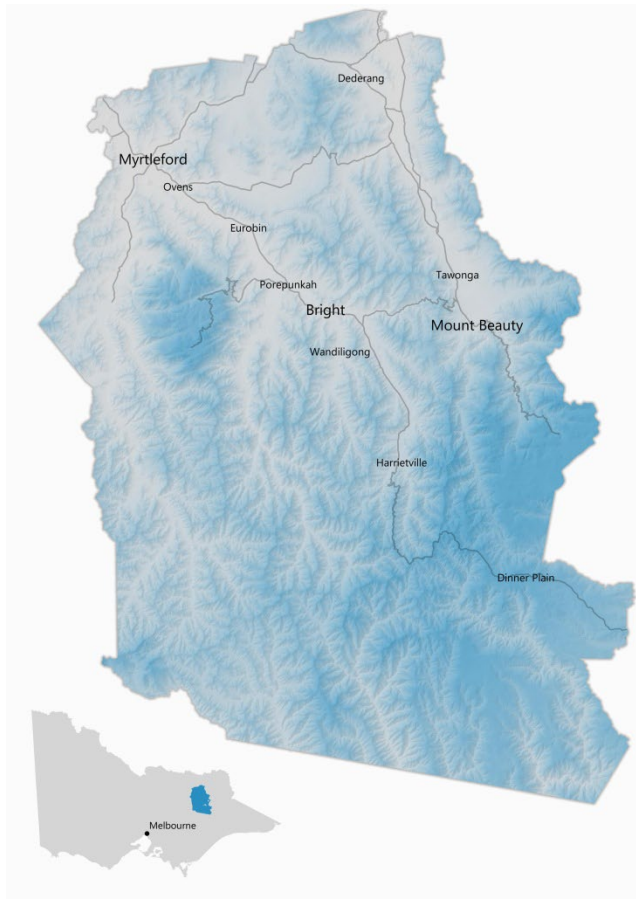 Dederang
Myrtleford
Ovens
Eurobin
Tawonga
Porepunkah
Bright
Mount Beauty
Wandiligong
Harrietville
Dinner Plain
Melbourne